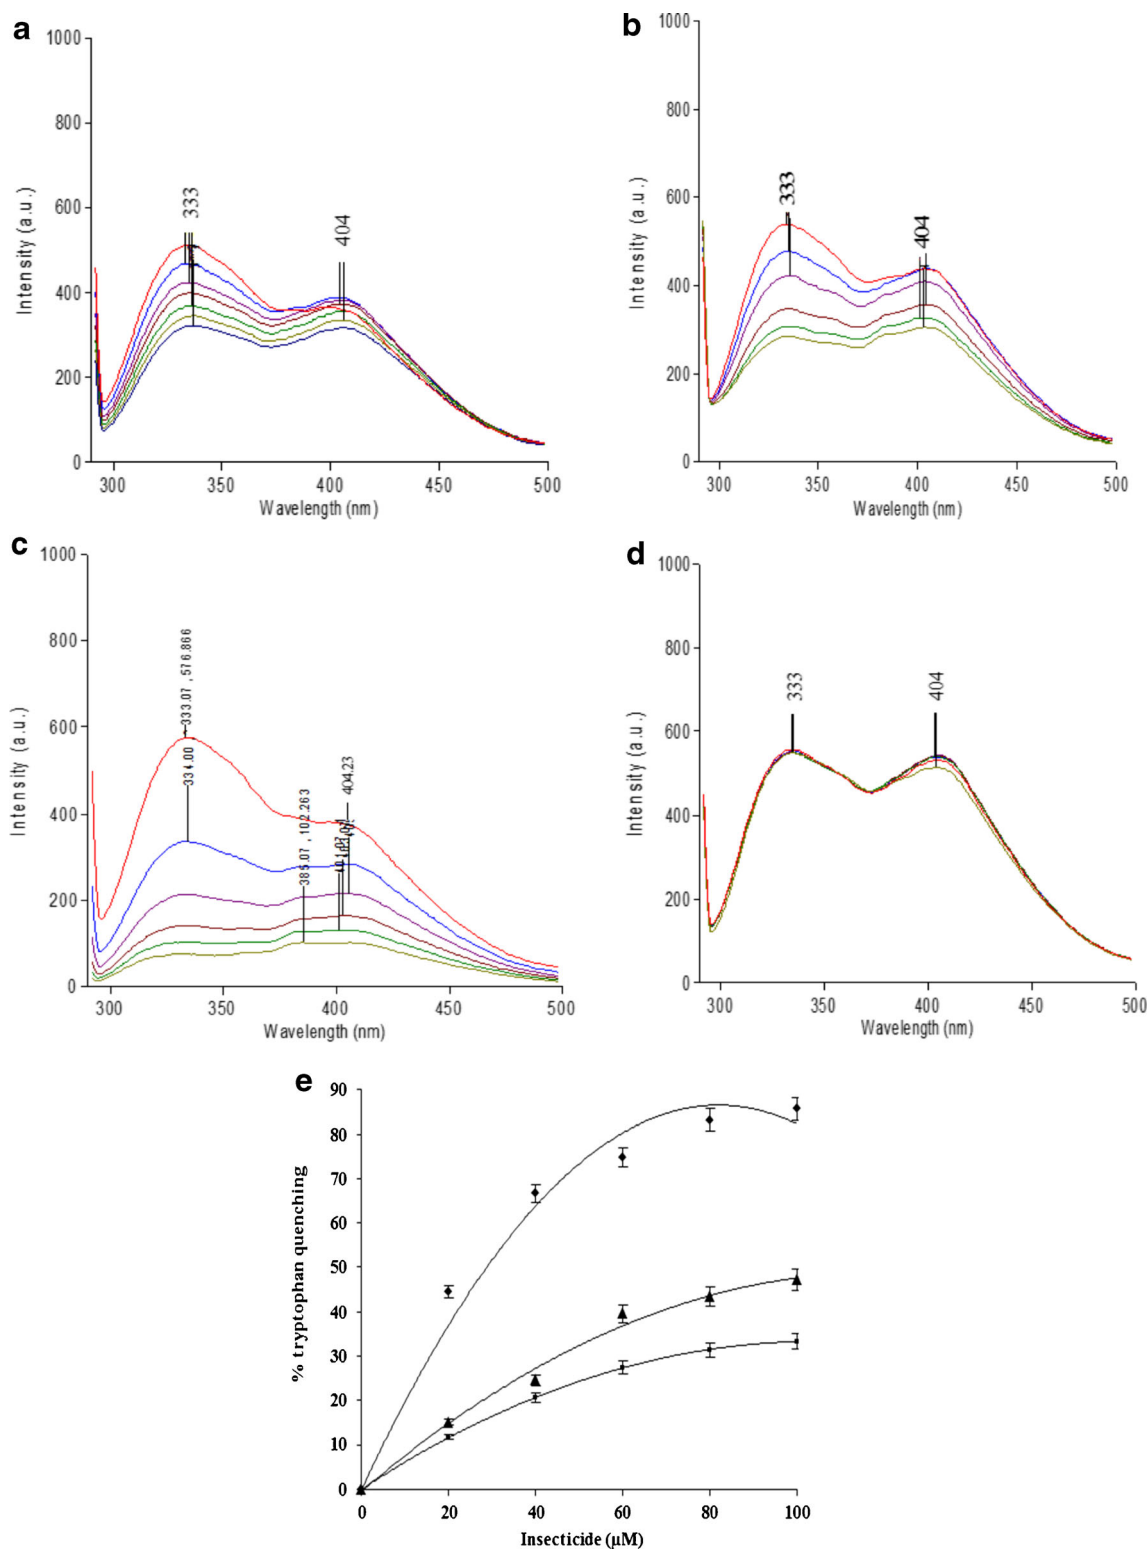 a
1000
800
600
400
200
0
Intensity (a.u.)
333
404
300 350 400 450 500
Wavelength (nm)
b
1000
800
600
400
200
0
Intensity (a.u.)
333
404
300 350 400 450 500
Wavelength (nm)
c
1000
800
600
400
200
0
Intensity (a.u.)
333.07 , 576.866
334.00
385.07 , 102.263
404.23
300 350 400 450 500
Wavelength (nm)
d
1000
800
600
400
200
0
Intensity (a.u.)
333
404
300 350 400 450 500
Wavelength (nm)
e
90
80
70
60
50
40
30
20
10
0
% tryptophan quenching
0 20 40 60 80 100
Insecticide (µM)